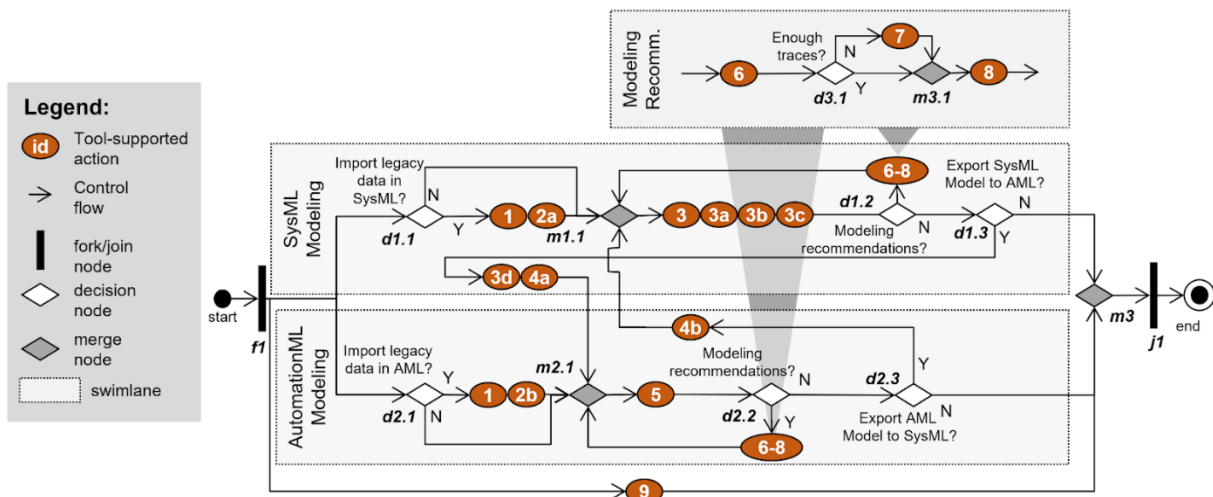 Legend:
id
Tool-supported
action
Control
flow
fork/join
node
decision
node
merge
node
swimlane
Modeling
Recomm.
6
Enough
traces?
N
Y
d3.1
7
m3.1
8
SysML
Modeling
Import legacy
data in
SysML?
N
Y
d1.1
1
2a
m1.1
3
3a
3b
3c
6-8
d1.2
N
Modeling
recommendations?
Export SysML
Model to AML?
N
Y
d1.3
3d
4a
start
f1
AutomationML
Modeling
Import legacy
data in AML?
Y
N
d2.1
1
2b
m2.1
5
4b
Modeling
recommendations?
N
Y
d2.2
6-8
d2.3
Y
N
Export AML
Model to SysML?
9
m3
j1
end